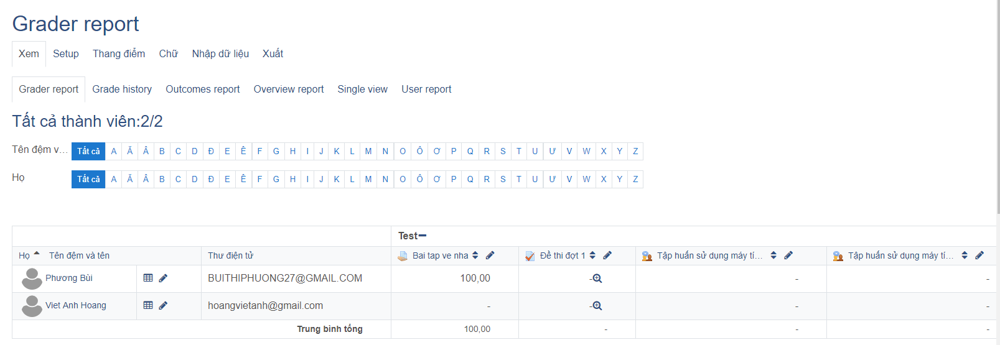 Grader report
Xem Setup Thang điểm Chữ Nhập dữ liệu Xuất
Grader report Grade history Outcomes report Overview report Single view User report
Tất cả thành viên:2/2
Tên đệm v... Tất cả A Ă Â B C D Đ E Ê F G H I J K L M N O Ô Ơ P Q R S T U Ư V W X Y Z
Họ Tất cả A Ă Â B C D Đ E Ê F G H I J K L M N O Ô Ơ P Q R S T U Ư V W X Y Z
Test
Họ Tên đệm và tên Thư điện tử Bai tap ve nha Đề thi đợt 1 Tập huấn sử dụng máy tí... Tập huấn sử dụng máy tí...
Phương Bùi BUITHIPHUONG27@GMAIL.COM 100,00 - - -
Viet Anh Hoang hoangvietanh@gmail.com - - - -
Trung bình tổng 100,00 - - -